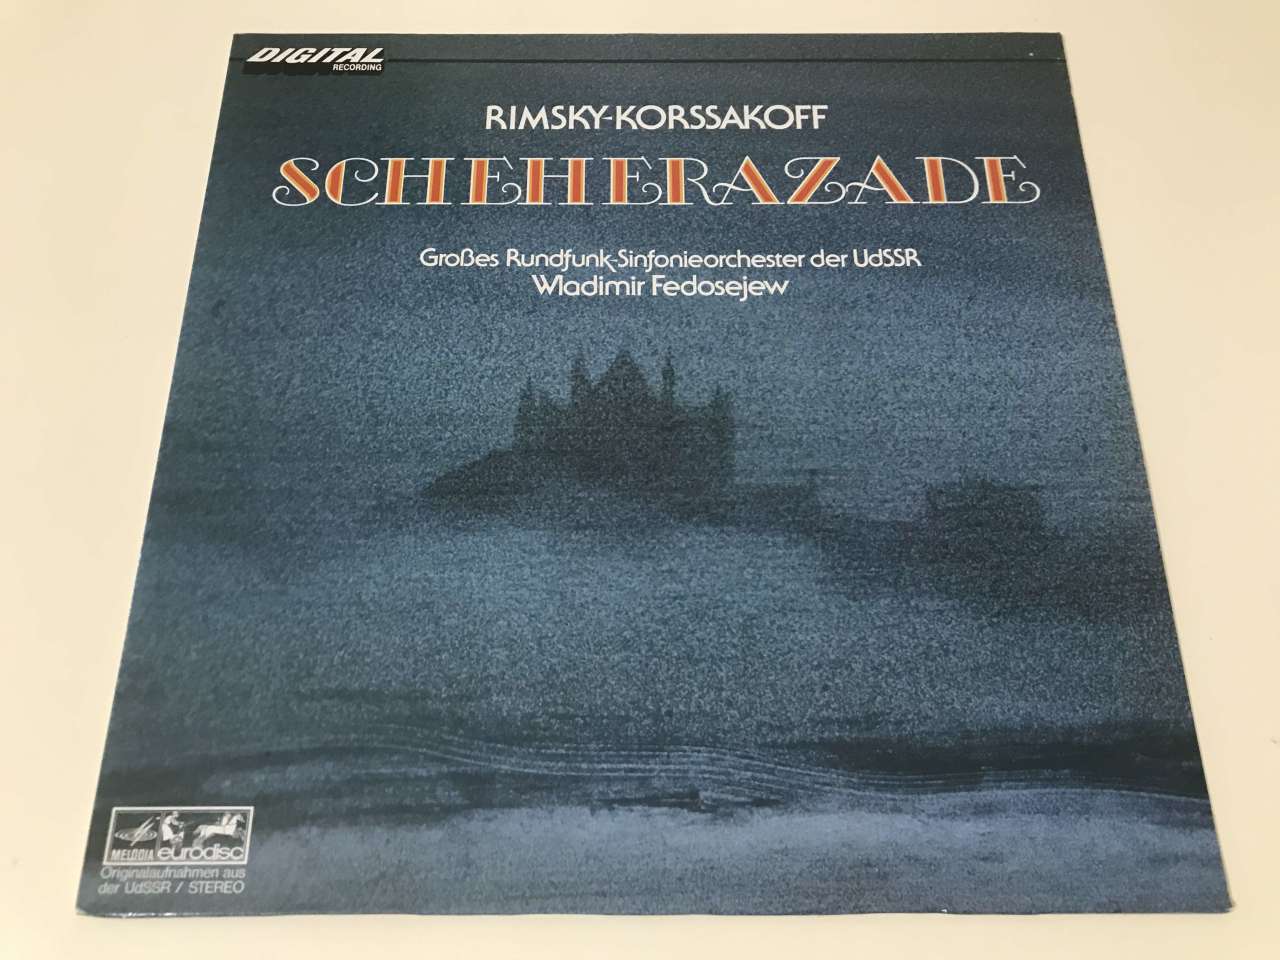 DIGITAL
RECORDING
RIMSKY-KORSSAKOFF
SCHEHERAZADE
Großes Rundfunk-Sinfonieorchester der UdSSR
Wladimir Fedosejew
MELODIA eurodisc
Originalaufnahmen aus
der UdSSR / STEREO